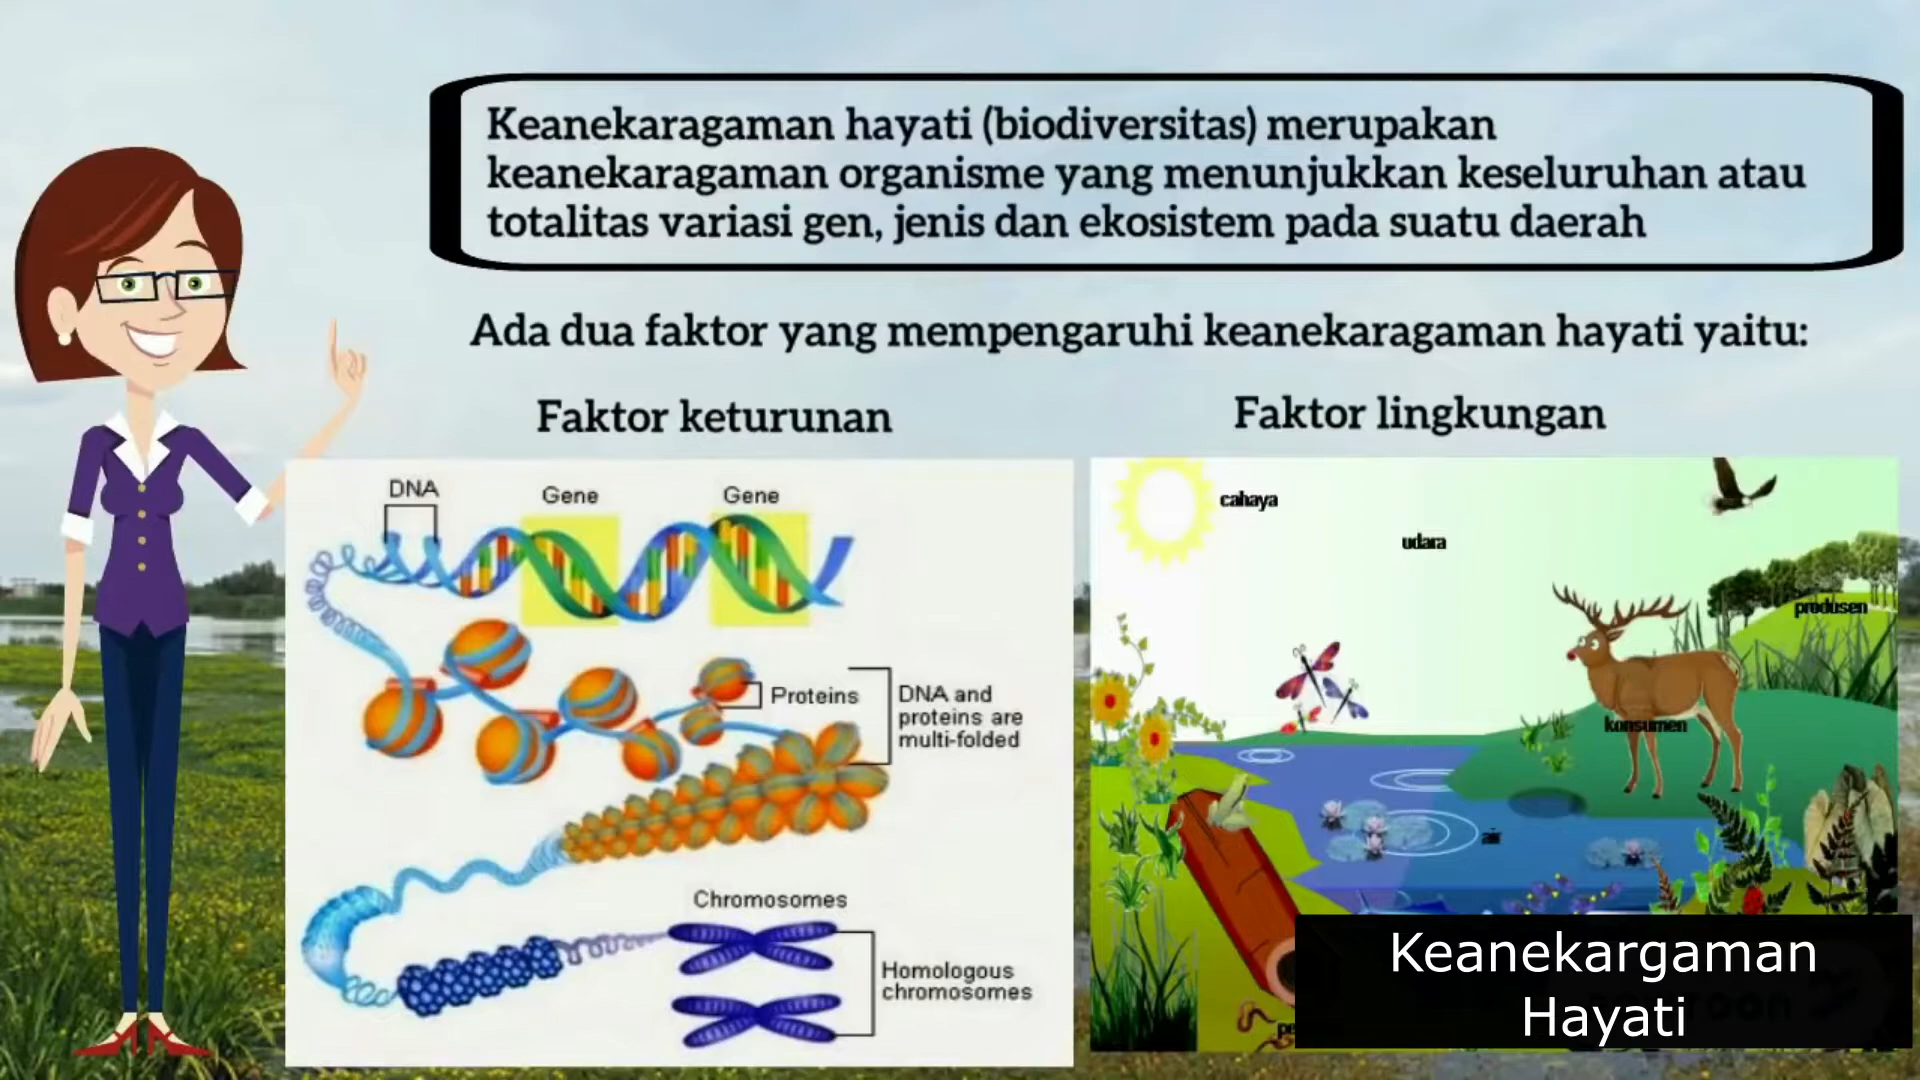 Keanekaragaman hayati (biodiversitas) merupakan
keanekaragaman organisme yang menunjukkan keseluruhan atau
totalitas variasi gen, jenis dan ekosistem pada suatu daerah
Ada dua faktor yang mempengaruhi keanekaragaman hayati yaitu:
Faktor keturunan
Faktor lingkungan
DNA
Gene
Gene
Proteins
DNA and
proteins are
multi-folded
Chromosomes
Homologous
chromosomes
cahaya
udara
produsen
konsumen
air
Keanekargaman
Hayati